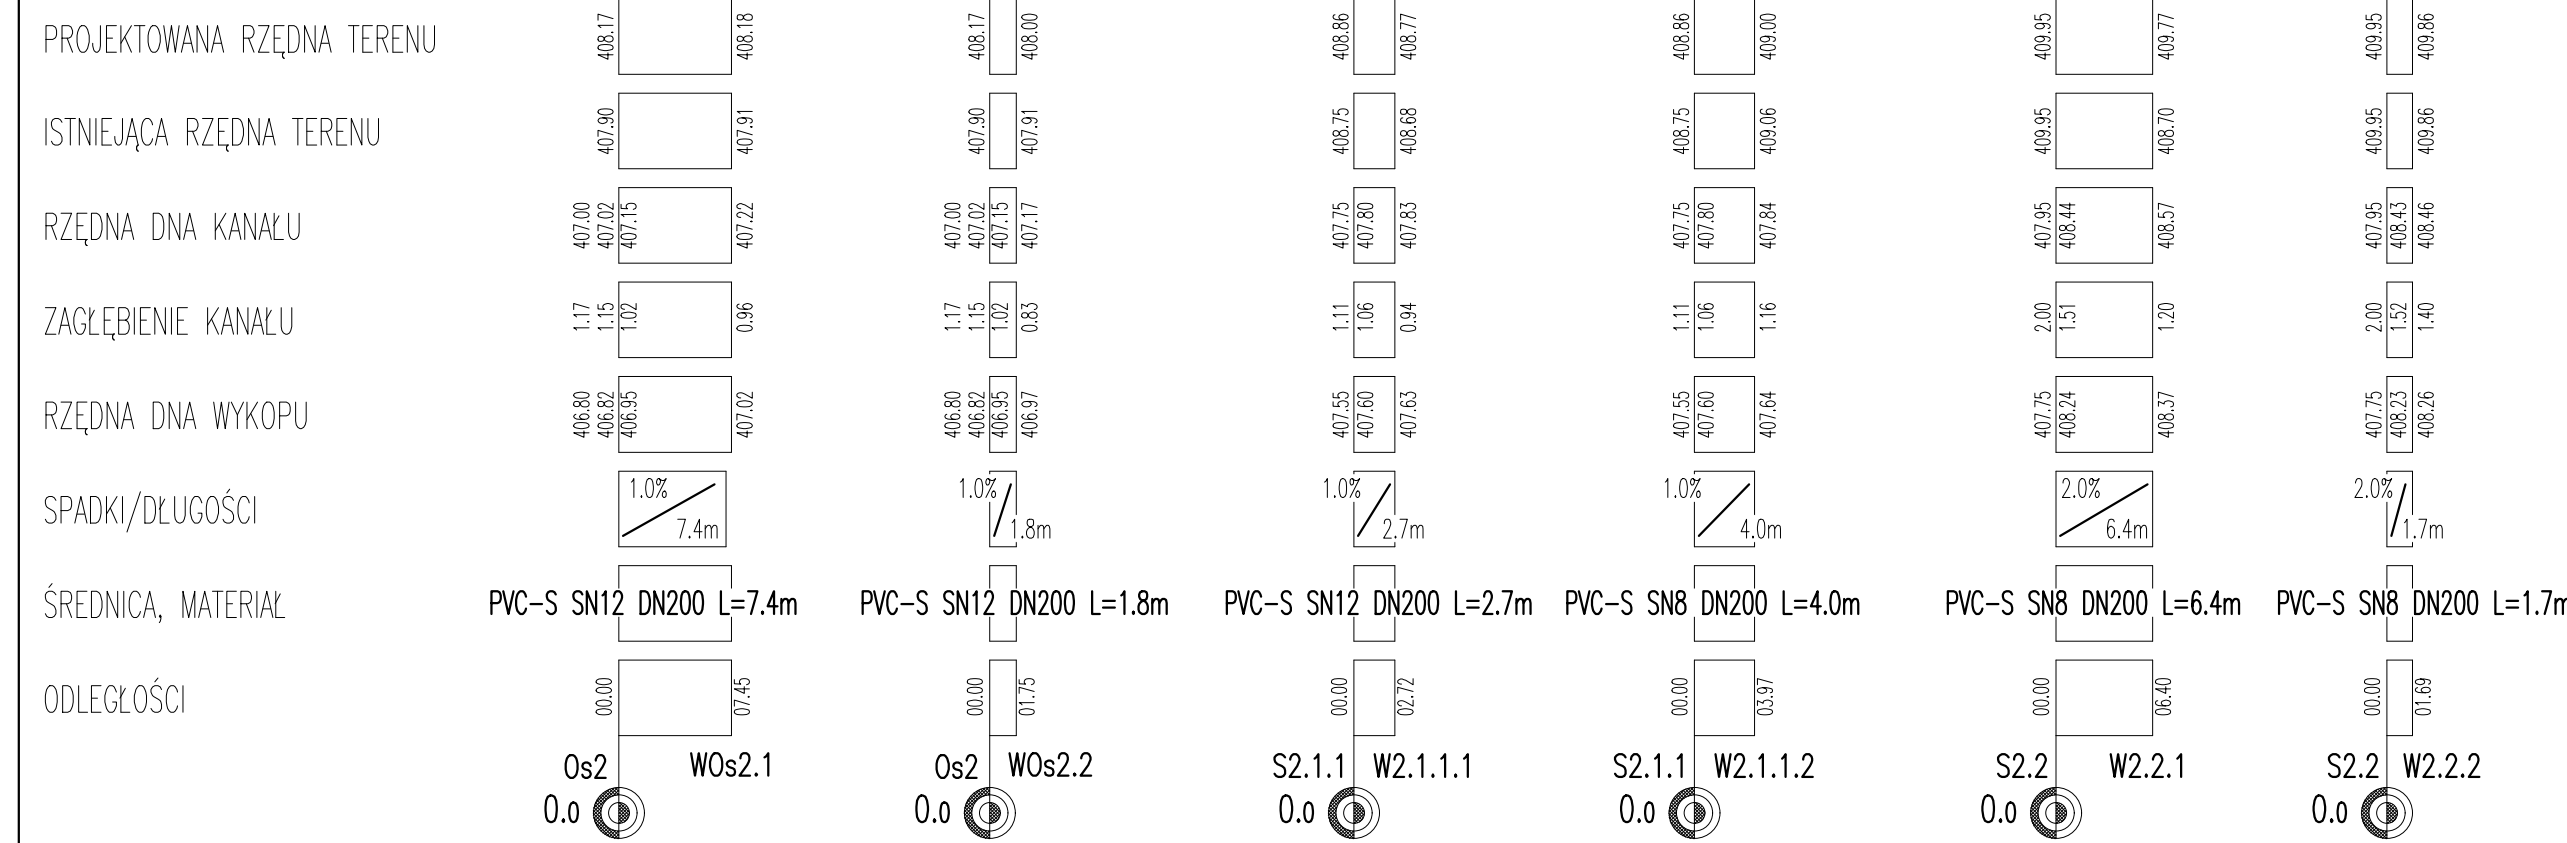 PROJEKTOWANA RZĘDNA TERENU 408.17 408.18 408.17 408.00 408.86 408.77 408.86 409.00 409.95 409.77 409.95 409.86
ISTNIEJĄCA RZĘDNA TERENU 407.90 407.91 407.90 407.91 408.75 408.68 408.75 409.06 409.95 408.70 409.95 409.86
RZĘDNA DNA KANAŁU 407.00 407.02 407.15 407.22 407.00 407.02 407.15 407.17 407.75 407.80 407.83 407.75 407.80 407.84 407.95 408.44 408.57 407.95 408.43 408.46
ZAGŁĘBIENIE KANAŁU 1.17 1.15 1.02 0.96 1.17 1.15 1.02 0.83 1.11 1.06 0.94 1.11 1.06 1.16 2.00 1.51 1.20 2.00 1.52 1.40
RZĘDNA DNA WYKOPU 406.80 406.82 406.95 407.02 406.80 406.82 406.95 406.97 407.55 407.60 407.63 407.55 407.60 407.64 407.75 408.24 408.37 407.75 408.23 408.26
SPADKI/DŁUGOŚCI 1.0% 7.4m 1.0% 1.8m 1.0% 2.7m 1.0% 4.0m 2.0% 6.4m 2.0% 1.7m
ŚREDNICA, MATERIAŁ PVC-S SN12 DN200 L=7.4m PVC-S SN12 DN200 L=1.8m PVC-S SN12 DN200 L=2.7m PVC-S SN8 DN200 L=4.0m PVC-S SN8 DN200 L=6.4m PVC-S SN8 DN200 L=1.7m
ODLEGŁOŚCI 00.00 07.45 00.00 01.75 00.00 02.72 00.00 03.97 00.00 06.40 00.00 01.69
Os2 WOs2.1 Os2 WOs2.2 S2.1.1 W2.1.1.1 S2.1.1 W2.1.1.2 S2.2 W2.2.1 S2.2 W2.2.2
0.0 0.0 0.0 0.0 0.0 0.0